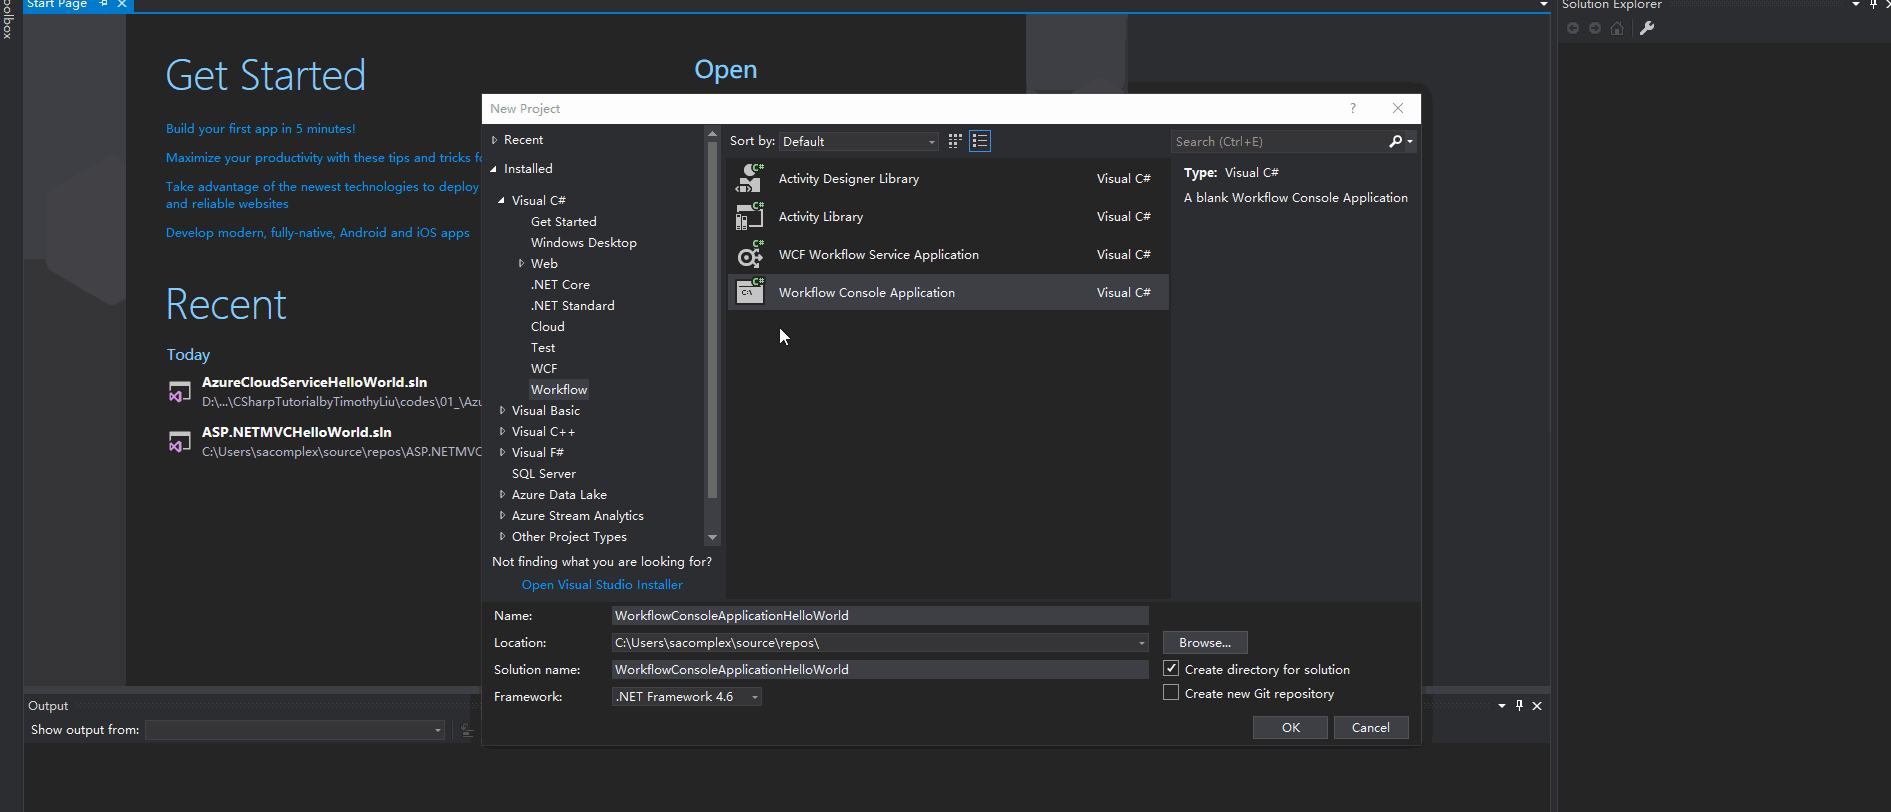 oolbox
Start Page
Solution Explorer
Get Started
Open
Build your first app in 5 minutes!
Maximize your productivity with these tips and tricks fo
Take advantage of the newest technologies to deploy
and reliable websites
Develop modern, fully-native, Android and iOS apps
Recent
Today
AzureCloudServiceHelloWorld.sln
D:\...\CSharpTutorialbyTimothyLiu\codes\01_\Azu
ASP.NETMVCHelloWorld.sln
C:\Users\sacomplex\source\repos\ASP.NETMVC
New Project
?
Recent
Installed
Visual C#
Get Started
Windows Desktop
Web
.NET Core
.NET Standard
Cloud
Test
WCF
Workflow
Visual Basic
Visual C++
Visual F#
SQL Server
Azure Data Lake
Azure Stream Analytics
Other Project Types
Not finding what you are looking for?
Open Visual Studio Installer
Sort by: Default
Search (Ctrl+E)
C# Activity Designer Library Visual C#
C# Activity Library Visual C#
C# WCF Workflow Service Application Visual C#
C# C:\ Workflow Console Application Visual C#
Type: Visual C#
A blank Workflow Console Application
Name: WorkflowConsoleApplicationHelloWorld
Location: C:\Users\sacomplex\source\repos\
Browse...
Solution name: WorkflowConsoleApplicationHelloWorld
Create directory for solution
Framework: .NET Framework 4.6
Create new Git repository
OK
Cancel
Output
Show output from: